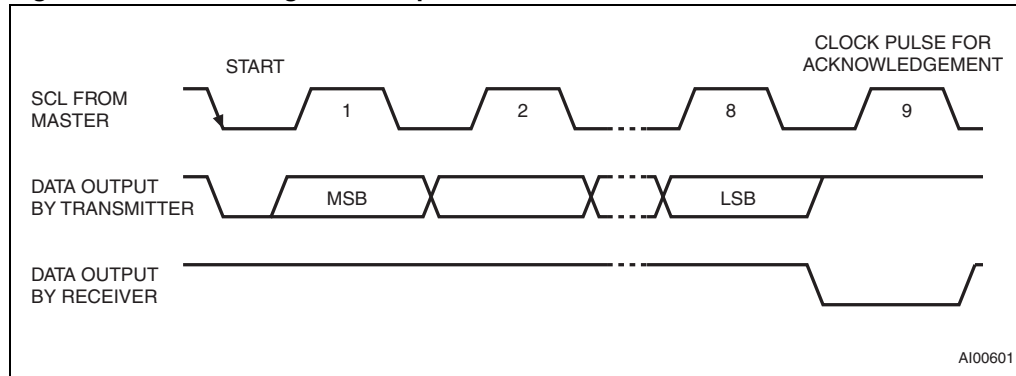 CLOCK PULSE FOR
ACKNOWLEDGEMENT
START
SCL FROM
MASTER
1
2
8
9
DATA OUTPUT
BY TRANSMITTER
MSB
LSB
DATA OUTPUT
BY RECEIVER
AI00601